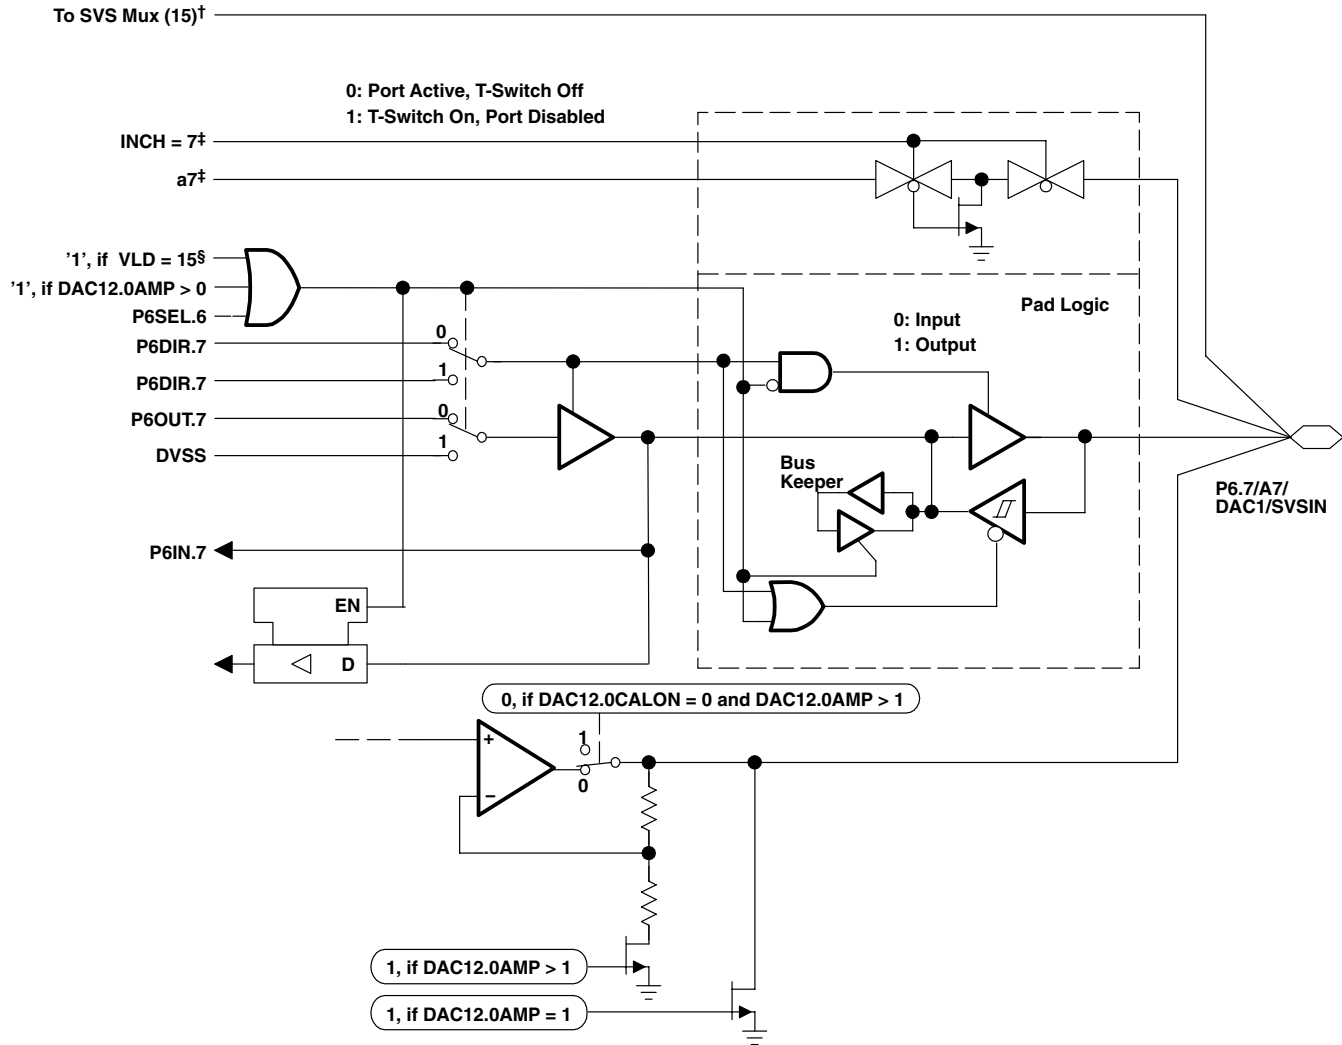 To SVS Mux (15)†
0: Port Active, T-Switch Off
1: T-Switch On, Port Disabled
INCH = 7‡
a7‡
'1', if VLD = 15§
'1', if DAC12.0AMP > 0
P6SEL.6
P6DIR.7
0
P6DIR.7
1
P6OUT.7
0
DVSS
1
Pad Logic
0: Input
1: Output
Bus
Keeper
P6.7/A7/
DAC1/SVSIN
P6IN.7
EN
D
0, if DAC12.0CALON = 0 and DAC12.0AMP > 1
+
−
1
0
1, if DAC12.0AMP > 1
1, if DAC12.0AMP = 1